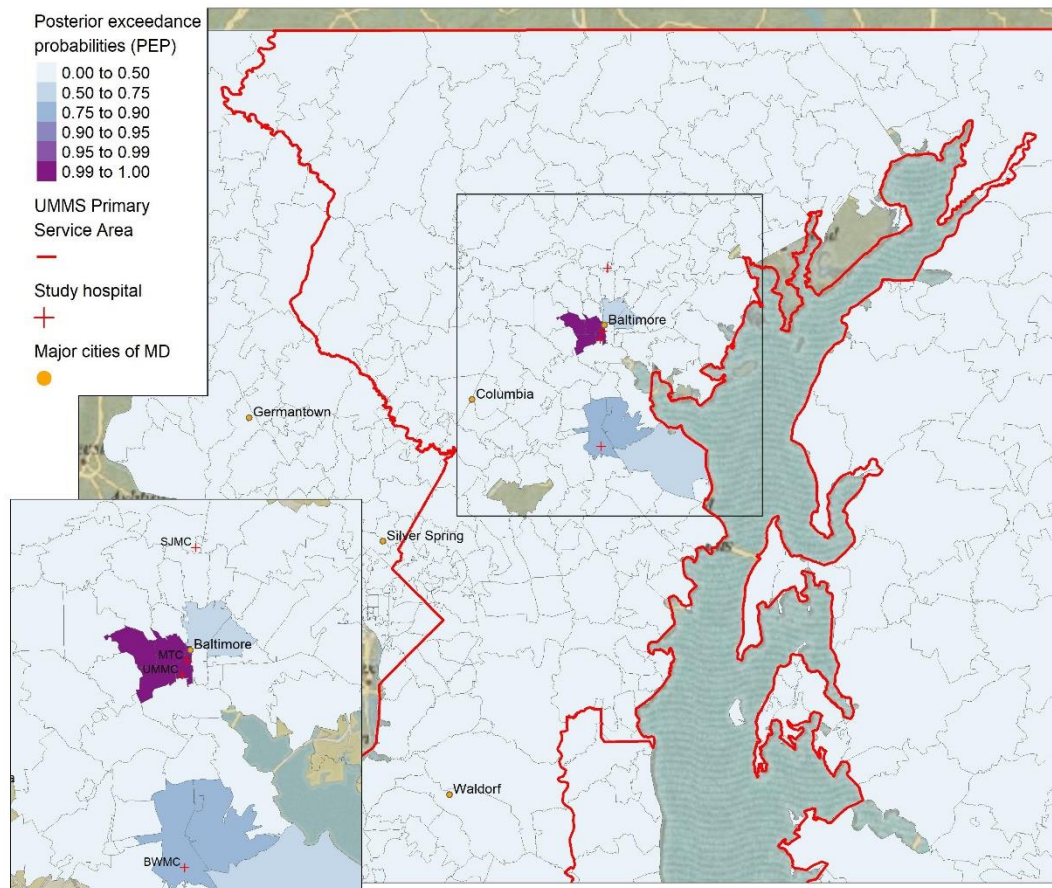 Posterior exceedance
probabilities (PEP)
0.00 to 0.50
0.50 to 0.75
0.75 to 0.90
0.90 to 0.95
0.95 to 0.99
0.99 to 1.00
UMMS Primary
Service Area
Study hospital
Major cities of MD
Baltimore
Columbia
Germantown
Silver Spring
Waldorf
SJMC
Baltimore
MTC
UMMC
BWMC